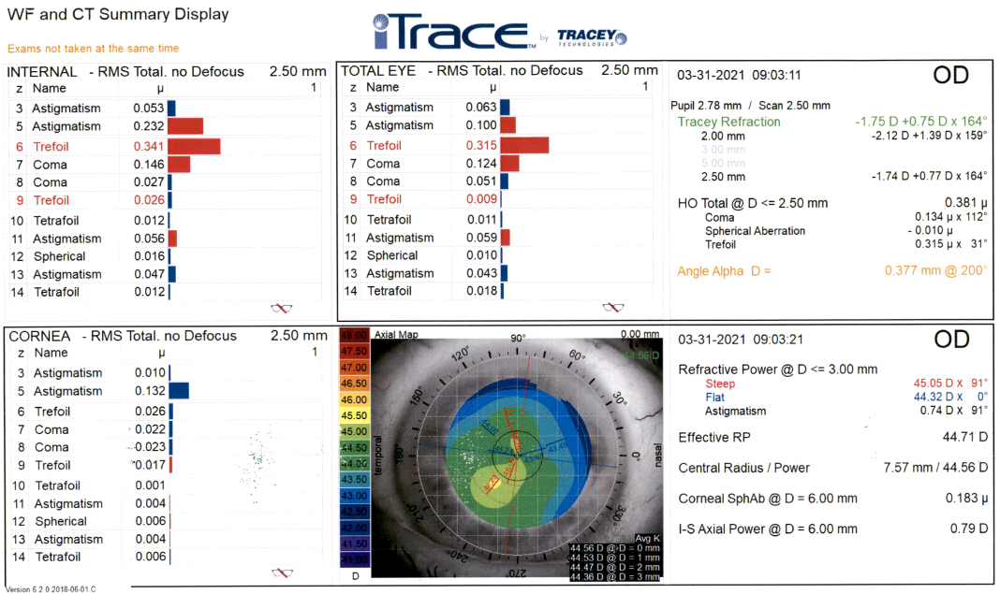 WF and CT Summary Display
iTrace™ by TRACEY TECHNOLOGIES
Exams not taken at the same time
INTERNAL - RMS Total. no Defocus 2.50 mm
z Name µ 1
3 Astigmatism 0.053
5 Astigmatism 0.232
6 Trefoil 0.341
7 Coma 0.146
8 Coma 0.027
9 Trefoil 0.026
10 Tetrafoil 0.012
11 Astigmatism 0.056
12 Spherical 0.016
13 Astigmatism 0.047
14 Tetrafoil 0.012
TOTAL EYE - RMS Total. no Defocus 2.50 mm
z Name µ 1
3 Astigmatism 0.063
5 Astigmatism 0.100
6 Trefoil 0.315
7 Coma 0.124
8 Coma 0.051
9 Trefoil 0.009
10 Tetrafoil 0.011
11 Astigmatism 0.059
12 Spherical 0.010
13 Astigmatism 0.043
14 Tetrafoil 0.018
03-31-2021 09:03:11 OD
Pupil 2.78 mm / Scan 2.50 mm
Tracey Refraction -1.75 D +0.75 D x 164°
2.00 mm -2.12 D +1.39 D x 159°
3.00 mm
5.00 mm
2.50 mm -1.74 D +0.77 D x 164°
HO Total @ D <= 2.50 mm 0.381 µ
Coma 0.134 µ x 112°
Spherical Aberration - 0.010 µ
Trefoil 0.315 µ x 31°
Angle Alpha D = 0.377 mm @ 200°
CORNEA - RMS Total. no Defocus 2.50 mm
z Name µ 1
3 Astigmatism 0.010
5 Astigmatism 0.132
6 Trefoil 0.026
7 Coma 0.022
8 Coma 0.023
9 Trefoil 0.017
10 Tetrafoil 0.001
11 Astigmatism 0.004
12 Spherical 0.006
13 Astigmatism 0.004
14 Tetrafoil 0.006
48.00
47.50
47.00
46.50
46.00
45.50
45.00
44.50
44.00
43.50
43.00
42.50
42.00
41.50
41.00
D
Axial Map 0.00 mm
44.56 D
90°
120° 60°
150° 30°
temporal 180° 0° nasal
210° 330°
240°
270°
Avg K
44.56 D @ D = 0 mm
44.53 D @ D = 1 mm
44.47 D @ D = 2 mm
44.36 D @ D = 3 mm
03-31-2021 09:03:21 OD
Refractive Power @ D <= 3.00 mm
Steep 45.05 D X 91°
Flat 44.32 D X 0°
Astigmatism 0.74 D X 91°
Effective RP 44.71 D
Central Radius / Power 7.57 mm / 44.56 D
Corneal SphAb @ D = 6.00 mm 0.183 µ
I-S Axial Power @ D = 6.00 mm 0.79 D
Version 6.2.0 2018-06-01 C